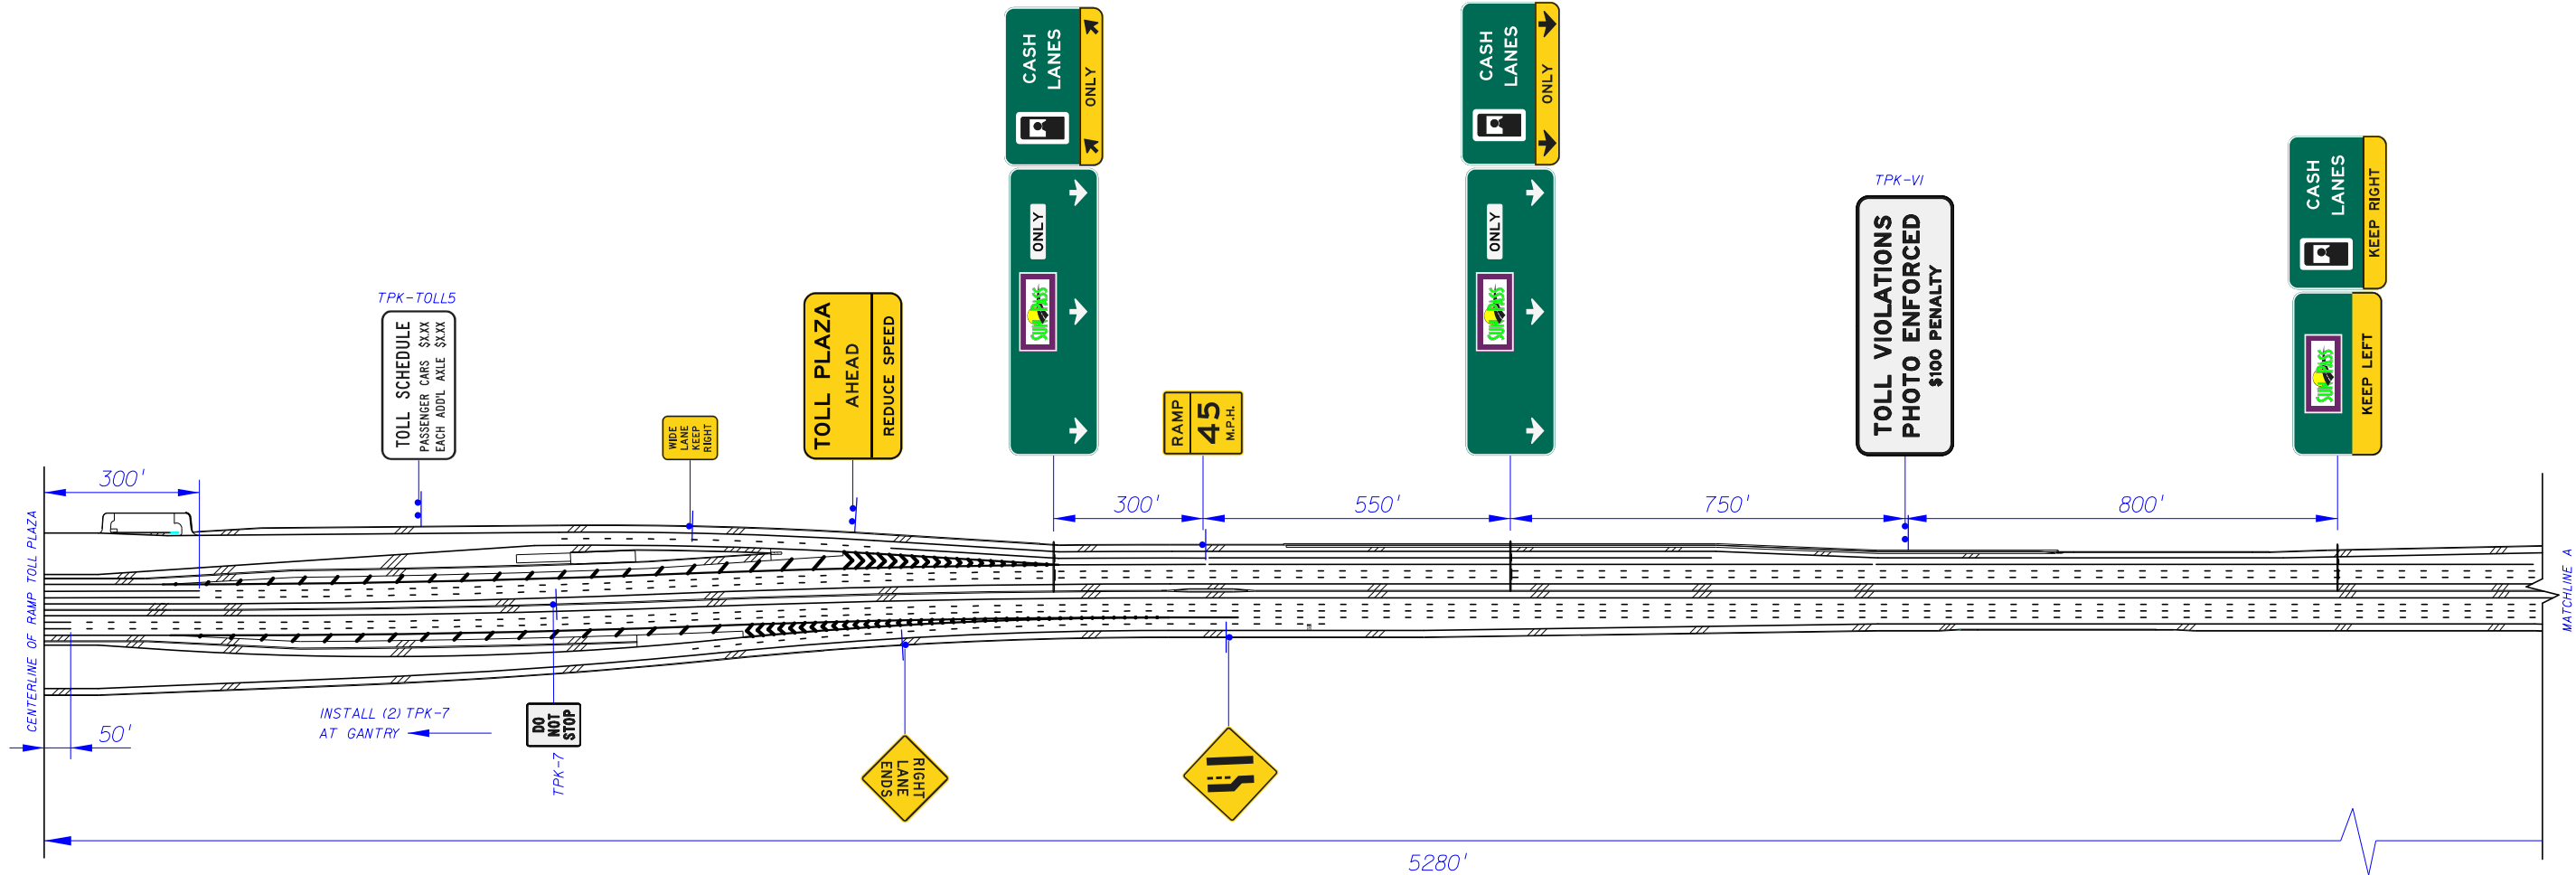 CASH
LANES
ONLY
ONLY
SUNPASS
CASH
LANES
ONLY
ONLY
SUNPASS
TPK-VI
TOLL VIOLATIONS
PHOTO ENFORCED
$100 PENALTY
CASH
LANES
KEEP RIGHT
SUNPASS
KEEP LEFT
TPK-TOLL5
TOLL SCHEDULE
PASSENGER CARS $X.XX
EACH ADD'L AXLE $X.XX
WIDE
LANE
KEEP
RIGHT
TOLL PLAZA
AHEAD
REDUCE SPEED
RAMP
45
M.P.H.
300'
300'
550'
750'
800'
CENTERLINE OF RAMP TOLL PLAZA
MATCHLINE A
50'
INSTALL (2) TPK-7
AT GANTRY
DO
NOT
STOP
TPK-7
RIGHT
LANE
ENDS
5280'